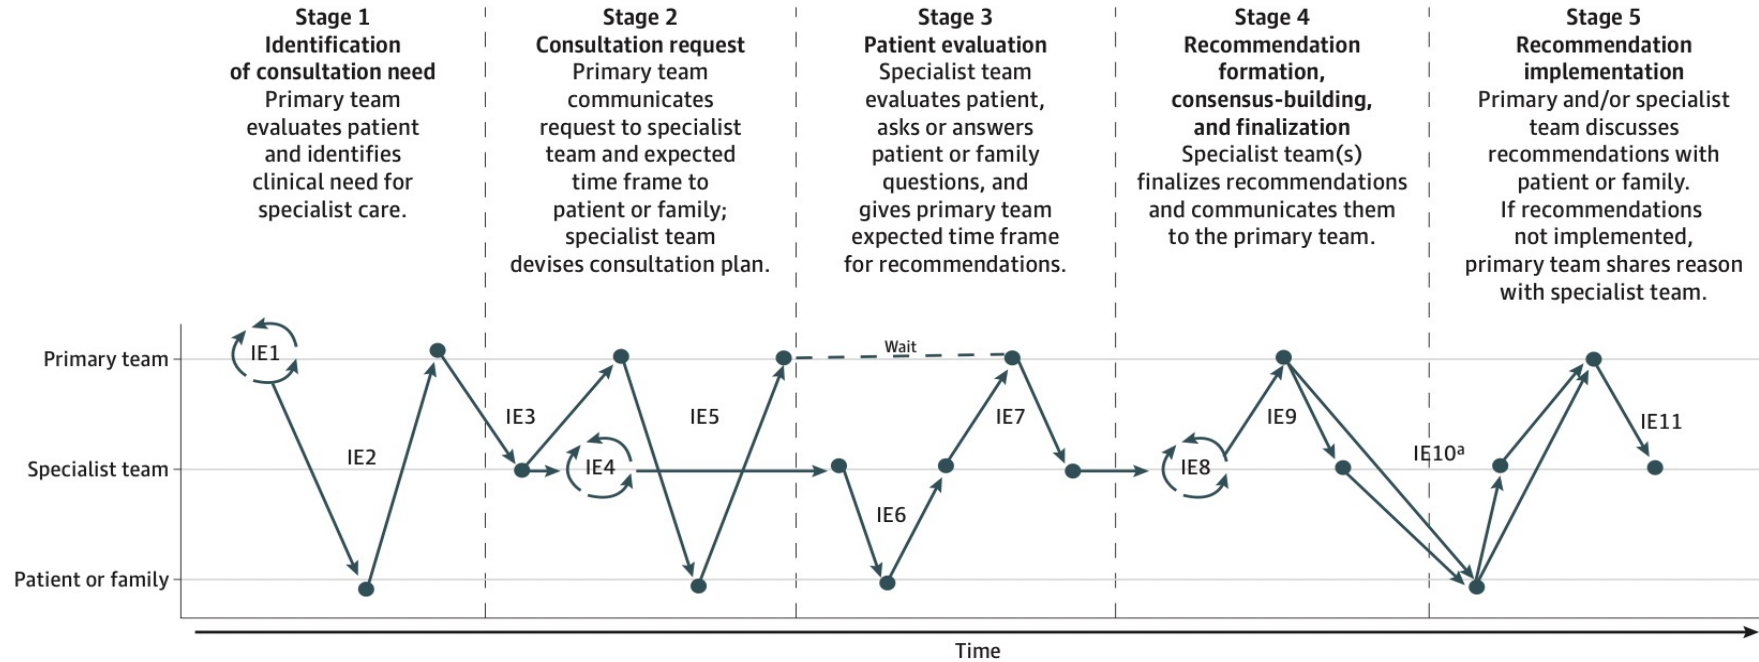 Stage 1
Identification
of consultation need
Primary team
evaluates patient
and identifies
clinical need for
specialist care.
Stage 2
Consultation request
Primary team
communicates
request to specialist
team and expected
time frame to
patient or family;
specialist team
devises consultation plan.
Stage 3
Patient evaluation
Specialist team
evaluates patient,
asks or answers
patient or family
questions, and
gives primary team
expected time frame
for recommendations.
Stage 4
Recommendation
formation,
consensus-building,
and finalization
Specialist team(s)
finalizes recommendations
and communicates them
to the primary team.
Stage 5
Recommendation
implementation
Primary and/or specialist
team discusses
recommendations with
patient or family.
If recommendations
not implemented,
primary team shares reason
with specialist team.
Primary team
Specialist team
Patient or family
IE1
IE2
IE3
IE4
IE5
Wait
IE6
IE7
IE8
IE9
IE10ᵃ
IE11
Time